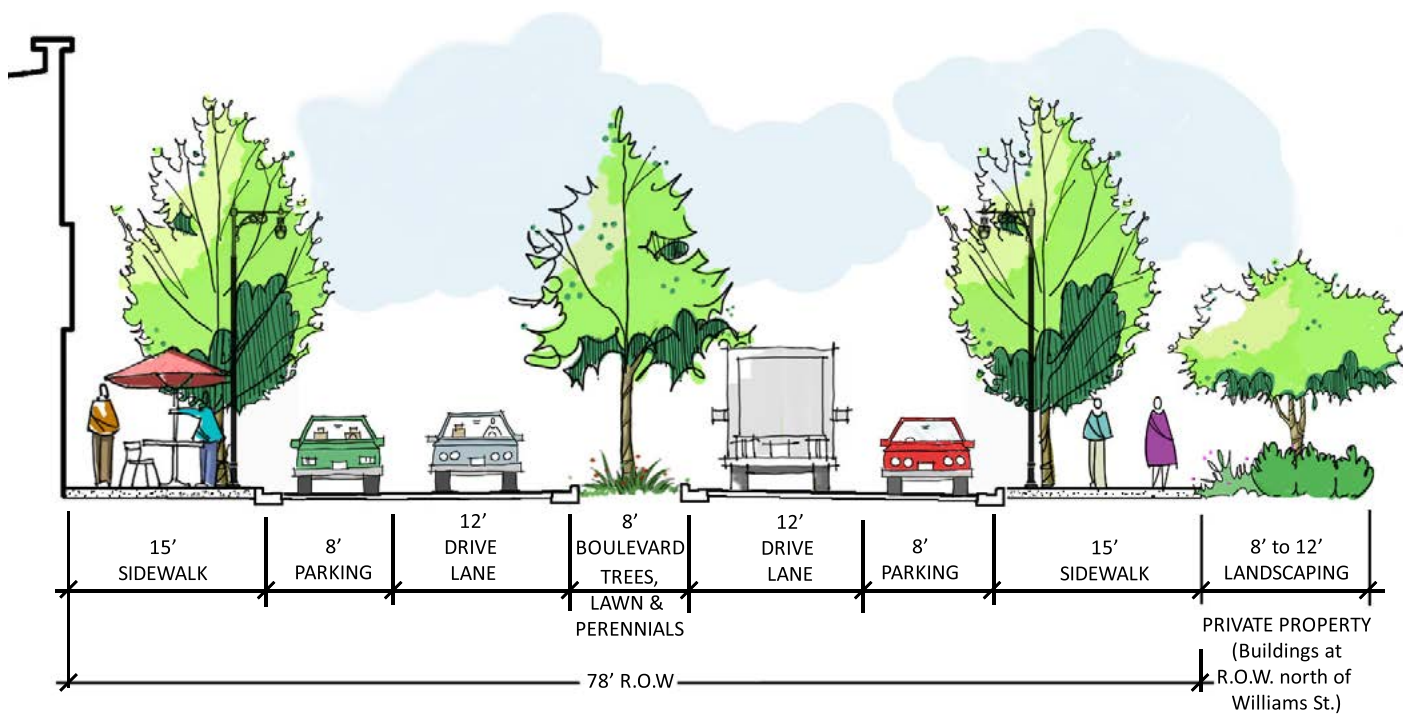 15’
SIDEWALK
8’
PARKING
12’
DRIVE
LANE
8’
BOULEVARD
TREES,
LAWN &
PERENNIALS
12’
DRIVE
LANE
8’
PARKING
15’
SIDEWALK
8’ to 12’
LANDSCAPING
PRIVATE PROPERTY
(Buildings at
R.O.W. north of
Williams St.)
78’ R.O.W